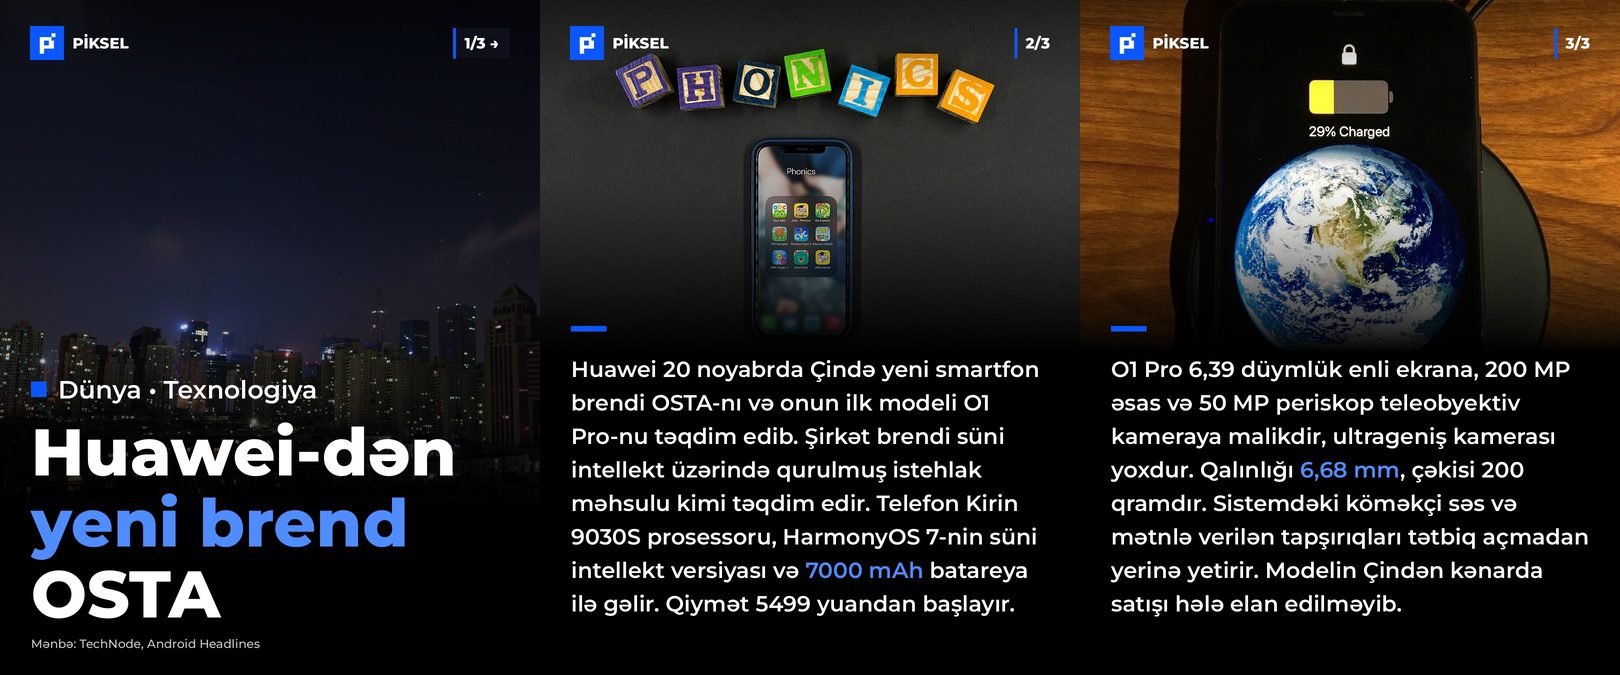 PİKSEL
1/3 →
Dünya • Texnologiya
Huawei-dən
yeni brend
OSTA
Mənbə: TechNode, Android Headlines
PİKSEL
2/3
PHONICS
Phonics
Huawei 20 noyabrda Çində yeni smartfon
brendi OSTA-nı və onun ilk modeli O1
Pro-nu təqdim edib. Şirkət brendi süni
intellekt üzərində qurulmuş istehlak
məhsulu kimi təqdim edir. Telefon Kirin
9030S prosessoru, HarmonyOS 7-nin süni
intellekt versiyası və 7000 mAh batareya
ilə gəlir. Qiymət 5499 yuandan başlayır.
PİKSEL
3/3
29% Charged
O1 Pro 6,39 düymlük enli ekrana, 200 MP
əsas və 50 MP periskop teleobyektiv
kameraya malikdir, ultrageniş kamerası
yoxdur. Qalınlığı 6,68 mm, çəkisi 200
qramdır. Sistemdəki köməkçi səs və
mətnlə verilən tapşırıqları tətbiq açmadan
yerinə yetirir. Modelin Çindən kənarda
satışı hələ elan edilməyib.